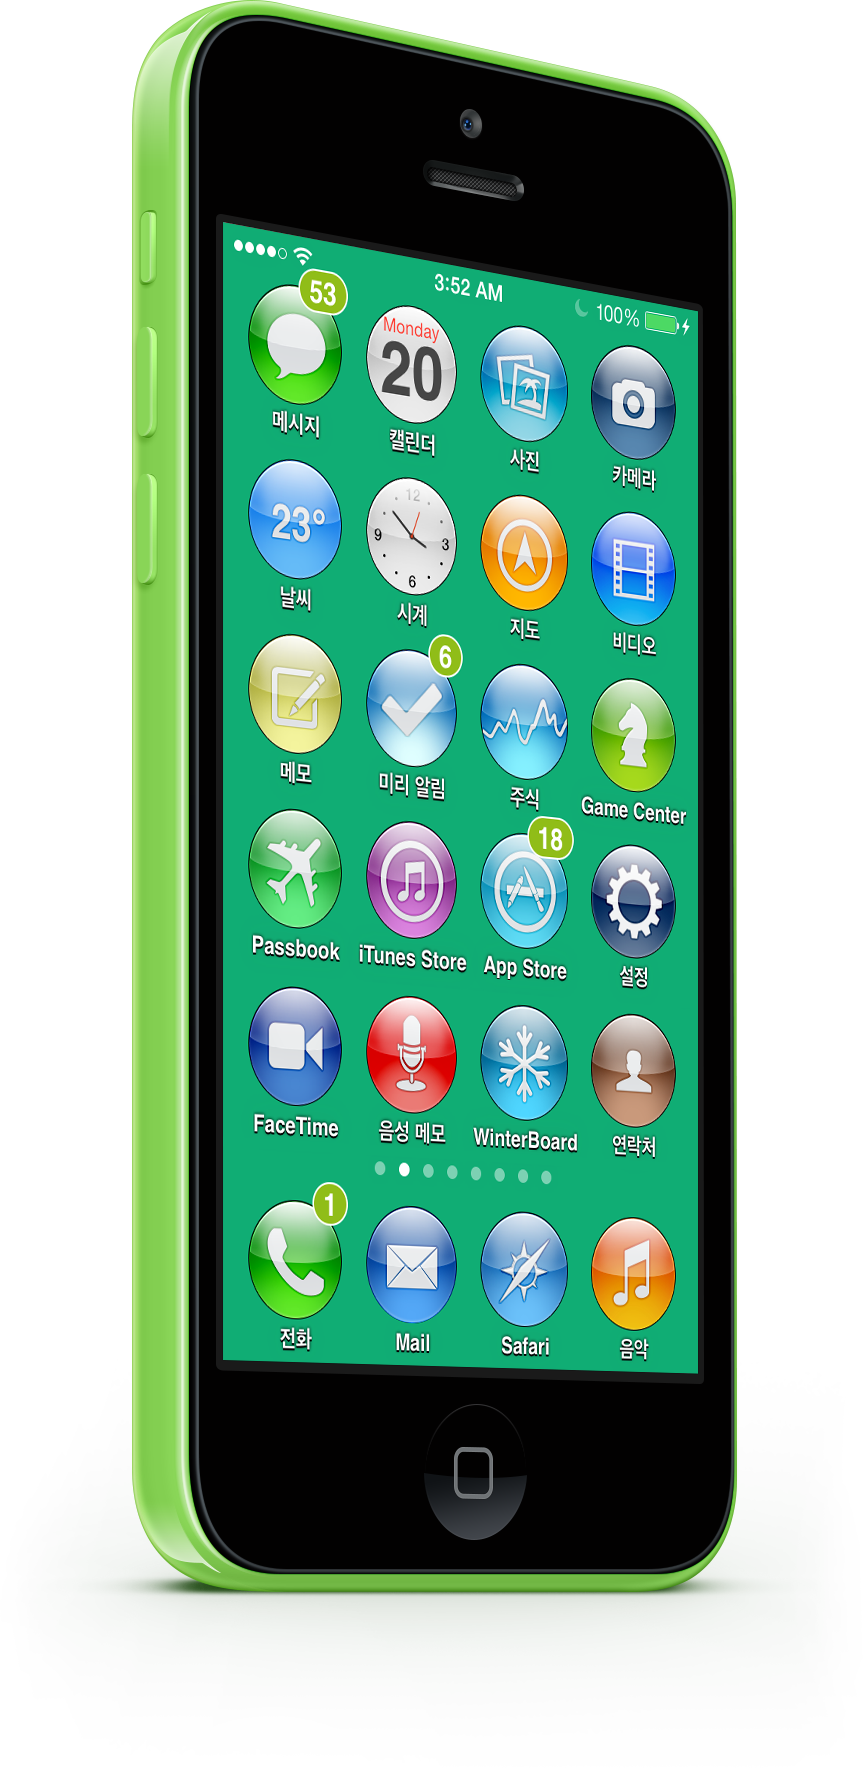 3:52 AM
100%
53
Monday
20
메시지
캘린더
사진
카메라
23°
12
9
3
6
날씨
시계
지도
비디오
6
메모
미리 알림
주식
Game Center
18
Passbook
iTunes Store
App Store
설정
FaceTime
음성 메모
WinterBoard
연락처
1
전화
Mail
Safari
음악